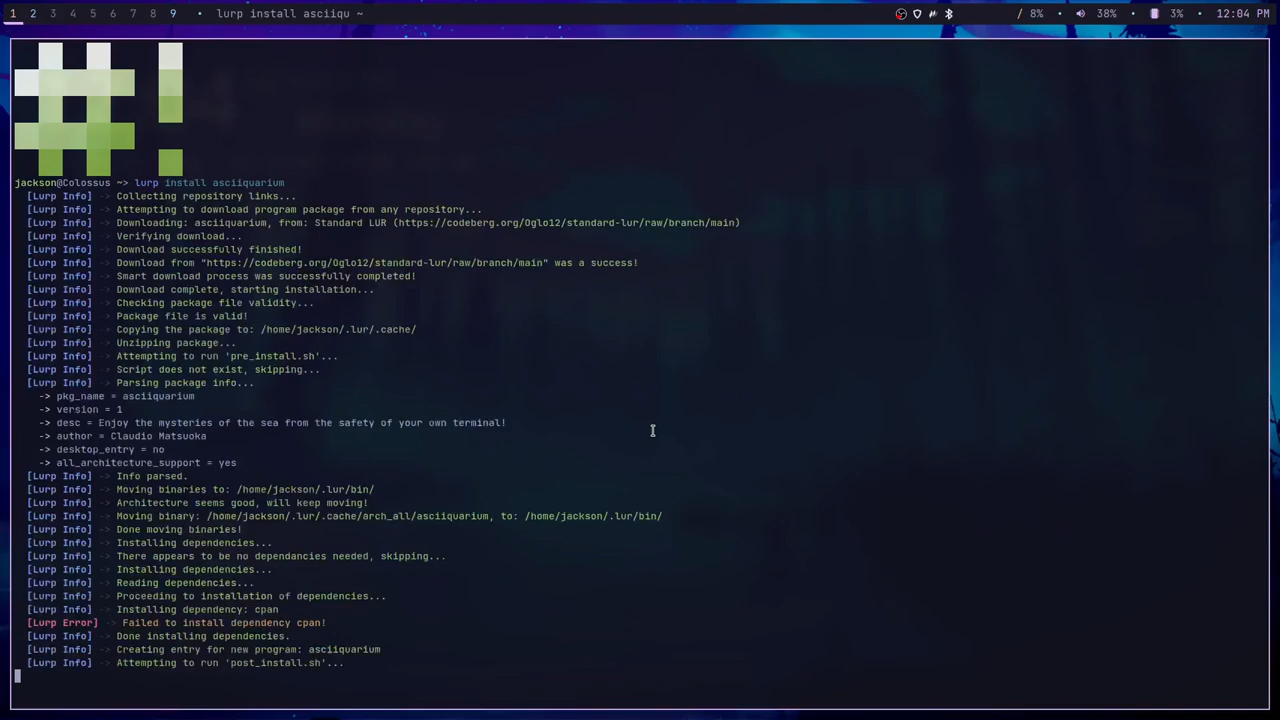 1 2 3 4 5 6 7 8 9 • lurp install asciiqu ~ / 8% • 38% • 3% • 12:04 PM
#!
jackson@Colossus ~> lurp install asciiquarium
[Lurp Info] -> Collecting repository links...
[Lurp Info] -> Attempting to download program package from any repository...
[Lurp Info] -> Downloading: asciiquarium, from: Standard LUR (https://codeberg.org/Oglo12/standard-lur/raw/branch/main)
[Lurp Info] -> Verifying download...
[Lurp Info] -> Download successfully finished!
[Lurp Info] -> Download from "https://codeberg.org/Oglo12/standard-lur/raw/branch/main" was a success!
[Lurp Info] -> Smart download process was successfully completed!
[Lurp Info] -> Download complete, starting installation...
[Lurp Info] -> Checking package file validity...
[Lurp Info] -> Package file is valid!
[Lurp Info] -> Copying the package to: /home/jackson/.lur/.cache/
[Lurp Info] -> Unzipping package...
[Lurp Info] -> Attempting to run 'pre_install.sh'...
[Lurp Info] -> Script does not exist, skipping...
[Lurp Info] -> Parsing package info...
-> pkg_name = asciiquarium
-> version = 1
-> desc = Enjoy the mysteries of the sea from the safety of your own terminal!
-> author = Claudio Matsuoka
-> desktop_entry = no
-> all_architecture_support = yes
[Lurp Info] -> Info parsed.
[Lurp Info] -> Moving binaries to: /home/jackson/.lur/bin/
[Lurp Info] -> Architecture seems good, will keep moving!
[Lurp Info] -> Moving binary: /home/jackson/.lur/.cache/arch_all/asciiquarium, to: /home/jackson/.lur/bin/
[Lurp Info] -> Done moving binaries!
[Lurp Info] -> Installing dependencies...
[Lurp Info] -> There appears to be no dependancies needed, skipping...
[Lurp Info] -> Installing dependencies...
[Lurp Info] -> Reading dependencies...
[Lurp Info] -> Proceeding to installation of dependencies...
[Lurp Info] -> Installing dependency: cpan
[Lurp Error] -> Failed to install dependency cpan!
[Lurp Info] -> Done installing dependencies.
[Lurp Info] -> Creating entry for new program: asciiquarium
[Lurp Info] -> Attempting to run 'post_install.sh'...